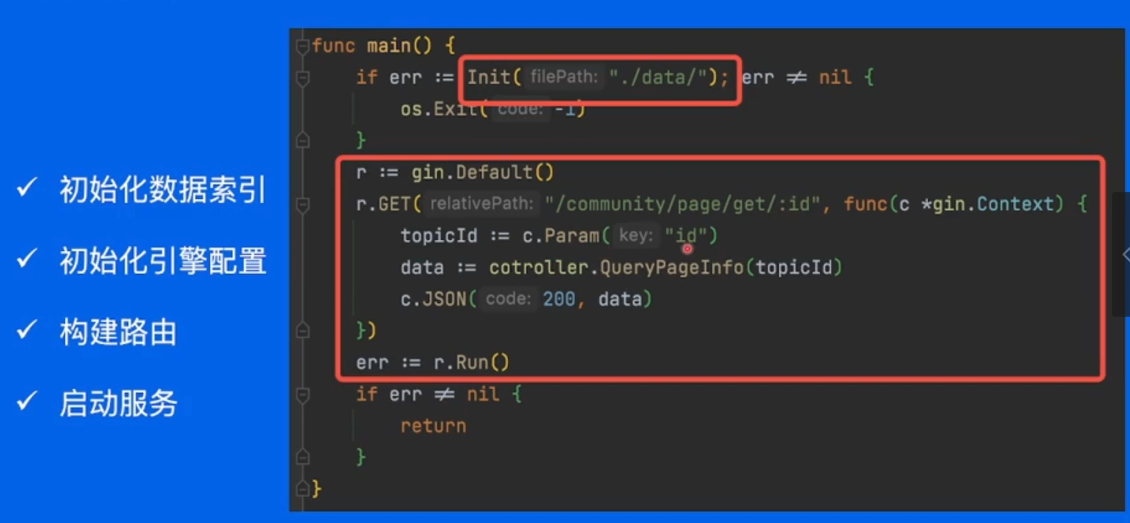 ✓ 初始化数据索引
✓ 初始化引擎配置
✓ 构建路由
✓ 启动服务
func main() {
if err := Init( filePath: "./data/"); err ≠ nil {
os.Exit( code: -1)
}
r := gin.Default()
r.GET( relativePath: "/community/page/get/:id", func(c *gin.Context) {
topicId := c.Param( key: "id")
data := cotroller.QueryPageInfo(topicId)
c.JSON( code: 200, data)
})
err := r.Run()
if err ≠ nil {
return
}
}